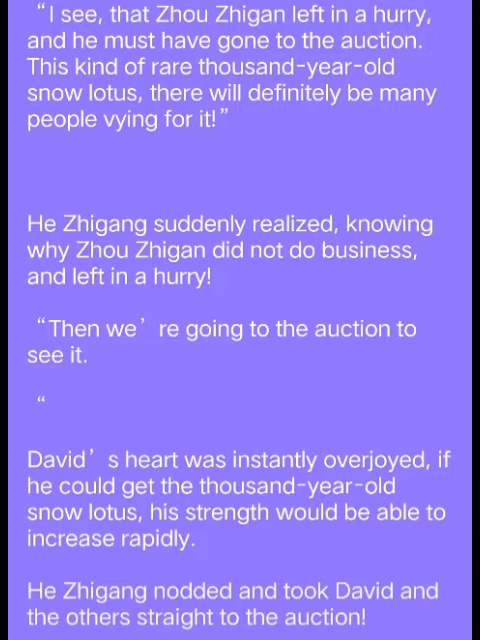 “I see, that Zhou Zhigan left in a hurry,
and he must have gone to the auction.
This kind of rare thousand-year-old
snow lotus, there will definitely be many
people vying for it!”
He Zhigang suddenly realized, knowing
why Zhou Zhigan did not do business,
and left in a hurry!
“Then we’re going to the auction to
see it.
“
David’s heart was instantly overjoyed, if
he could get the thousand-year-old
snow lotus, his strength would be able to
increase rapidly.
He Zhigang nodded and took David and
the others straight to the auction!